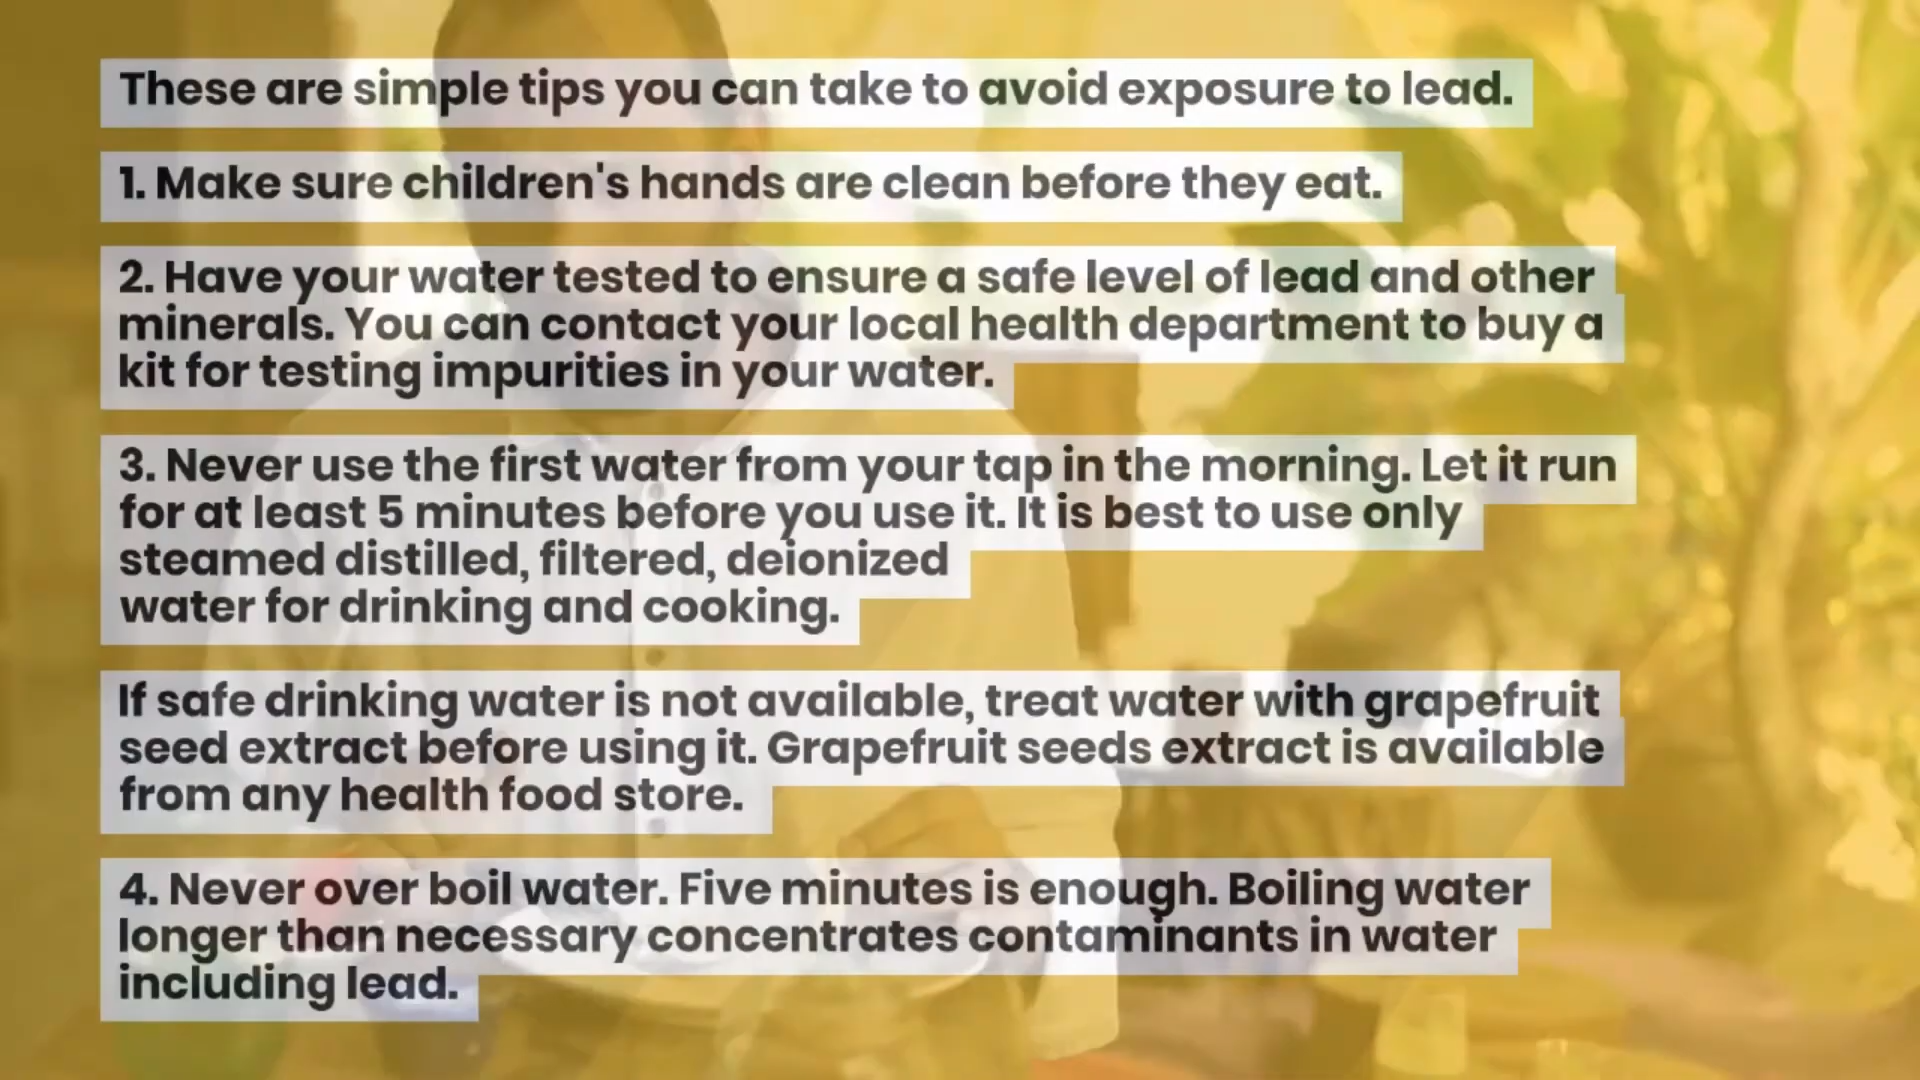 These are simple tips you can take to avoid exposure to lead.
1. Make sure children's hands are clean before they eat.
2. Have your water tested to ensure a safe level of lead and other
minerals. You can contact your local health department to buy a
kit for testing impurities in your water.
3. Never use the first water from your tap in the morning. Let it run
for at least 5 minutes before you use it. It is best to use only
steamed distilled, filtered, deionized
water for drinking and cooking.
If safe drinking water is not available, treat water with grapefruit
seed extract before using it. Grapefruit seeds extract is available
from any health food store.
4. Never over boil water. Five minutes is enough. Boiling water
longer than necessary concentrates contaminants in water
including lead.